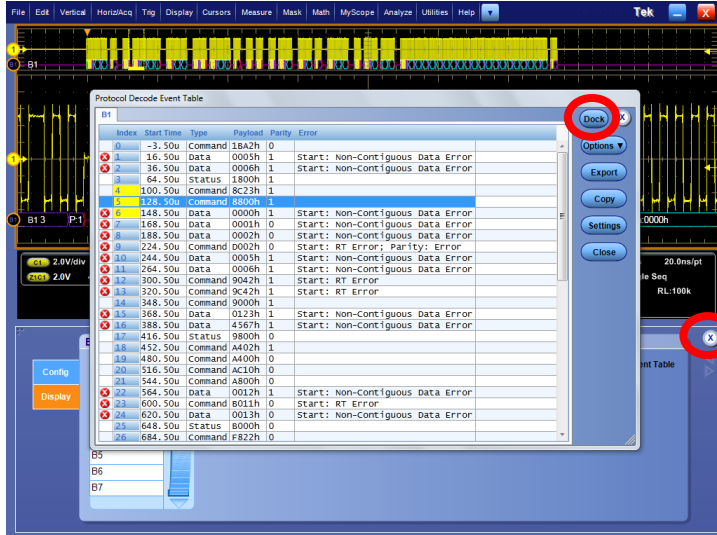 File Edit Vertical Horiz/Acq Trig Display Cursors Measure Mask Math MyScope Analyze Utilities Help Tek X
1
B1 B1
Protocol Decode Event Table
B1 Dock X
Index Start Time Type Payload Parity Error
0 -3.50u Command 1BA2h 0
1 16.50u Data 0005h 1 Start: Non-Contiguous Data Error
2 36.50u Data 0006h 1 Start: Non-Contiguous Data Error
3 64.50u Status 1800h 1
4 100.50u Command 8C23h 1
5 128.50u Command 8800h 1
6 148.50u Data 0000h 1 Start: Non-Contiguous Data Error
7 168.50u Data 0001h 0 Start: Non-Contiguous Data Error
8 188.50u Data 0002h 0 Start: Non-Contiguous Data Error
9 224.50u Command D002h 0 Start: RT Error; Parity: Error
10 244.50u Data 0005h 1 Start: Non-Contiguous Data Error
11 264.50u Data 0006h 1 Start: Non-Contiguous Data Error
12 300.50u Command 9042h 1 Start: RT Error
13 320.50u Command 9C42h 1 Start: RT Error
14 348.50u Command 9000h 1
15 368.50u Data 0123h 1 Start: Non-Contiguous Data Error
16 388.50u Data 4567h 1 Start: Non-Contiguous Data Error
17 416.50u Status 9800h 0
18 452.50u Command A402h 1
19 480.50u Command A400h 0
20 516.50u Command AC10h 0
21 544.50u Command A800h 0
22 564.50u Data 0012h 1 Start: Non-Contiguous Data Error
23 600.50u Command B011h 0 Start: RT Error
24 620.50u Data 0013h 0 Start: Non-Contiguous Data Error
25 648.50u Status B000h 0
26 684.50u Command F822h 0
Options
Export
Copy
Settings
Close
1
B1 B1 3 P:1 :0000h
C1 2.0V/div 20.0ns/pt
Z1C1 2.0V le Seq
RL:100k
X
ent Table
Config
Display
B5
B6
B7